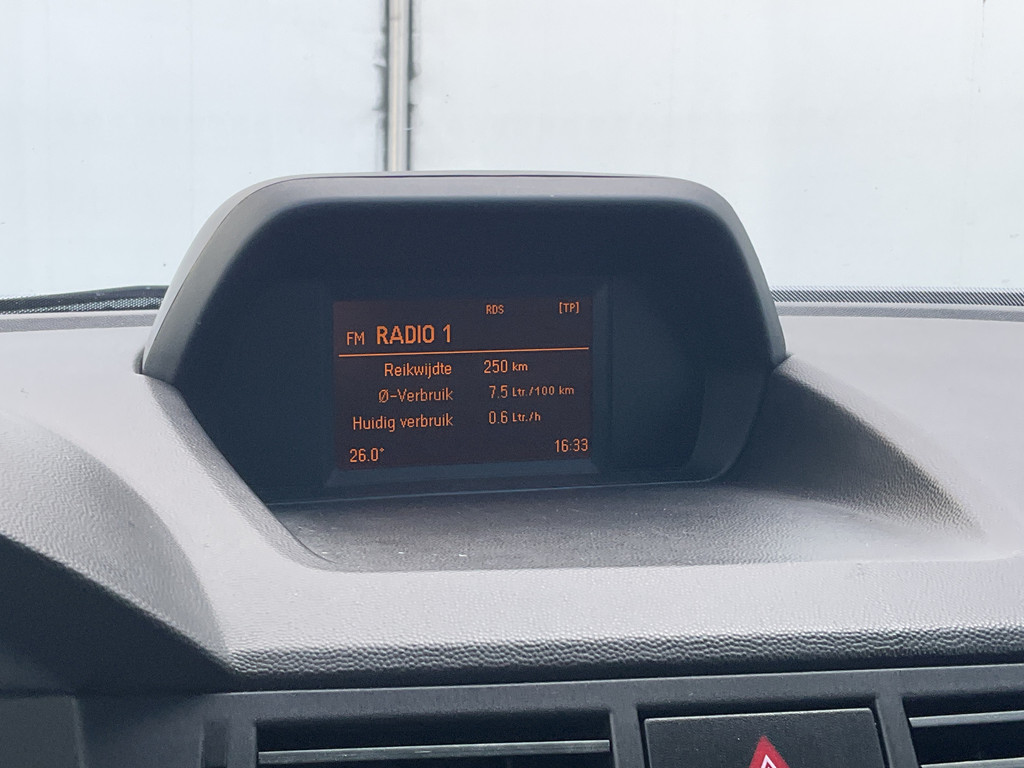 RDS [TP]
FM RADIO 1
Reikwijdte 250 km
Ø-Verbruik 7.5 Ltr./100 km
Huidig verbruik 0.6 Ltr./h
26.0° 16:33